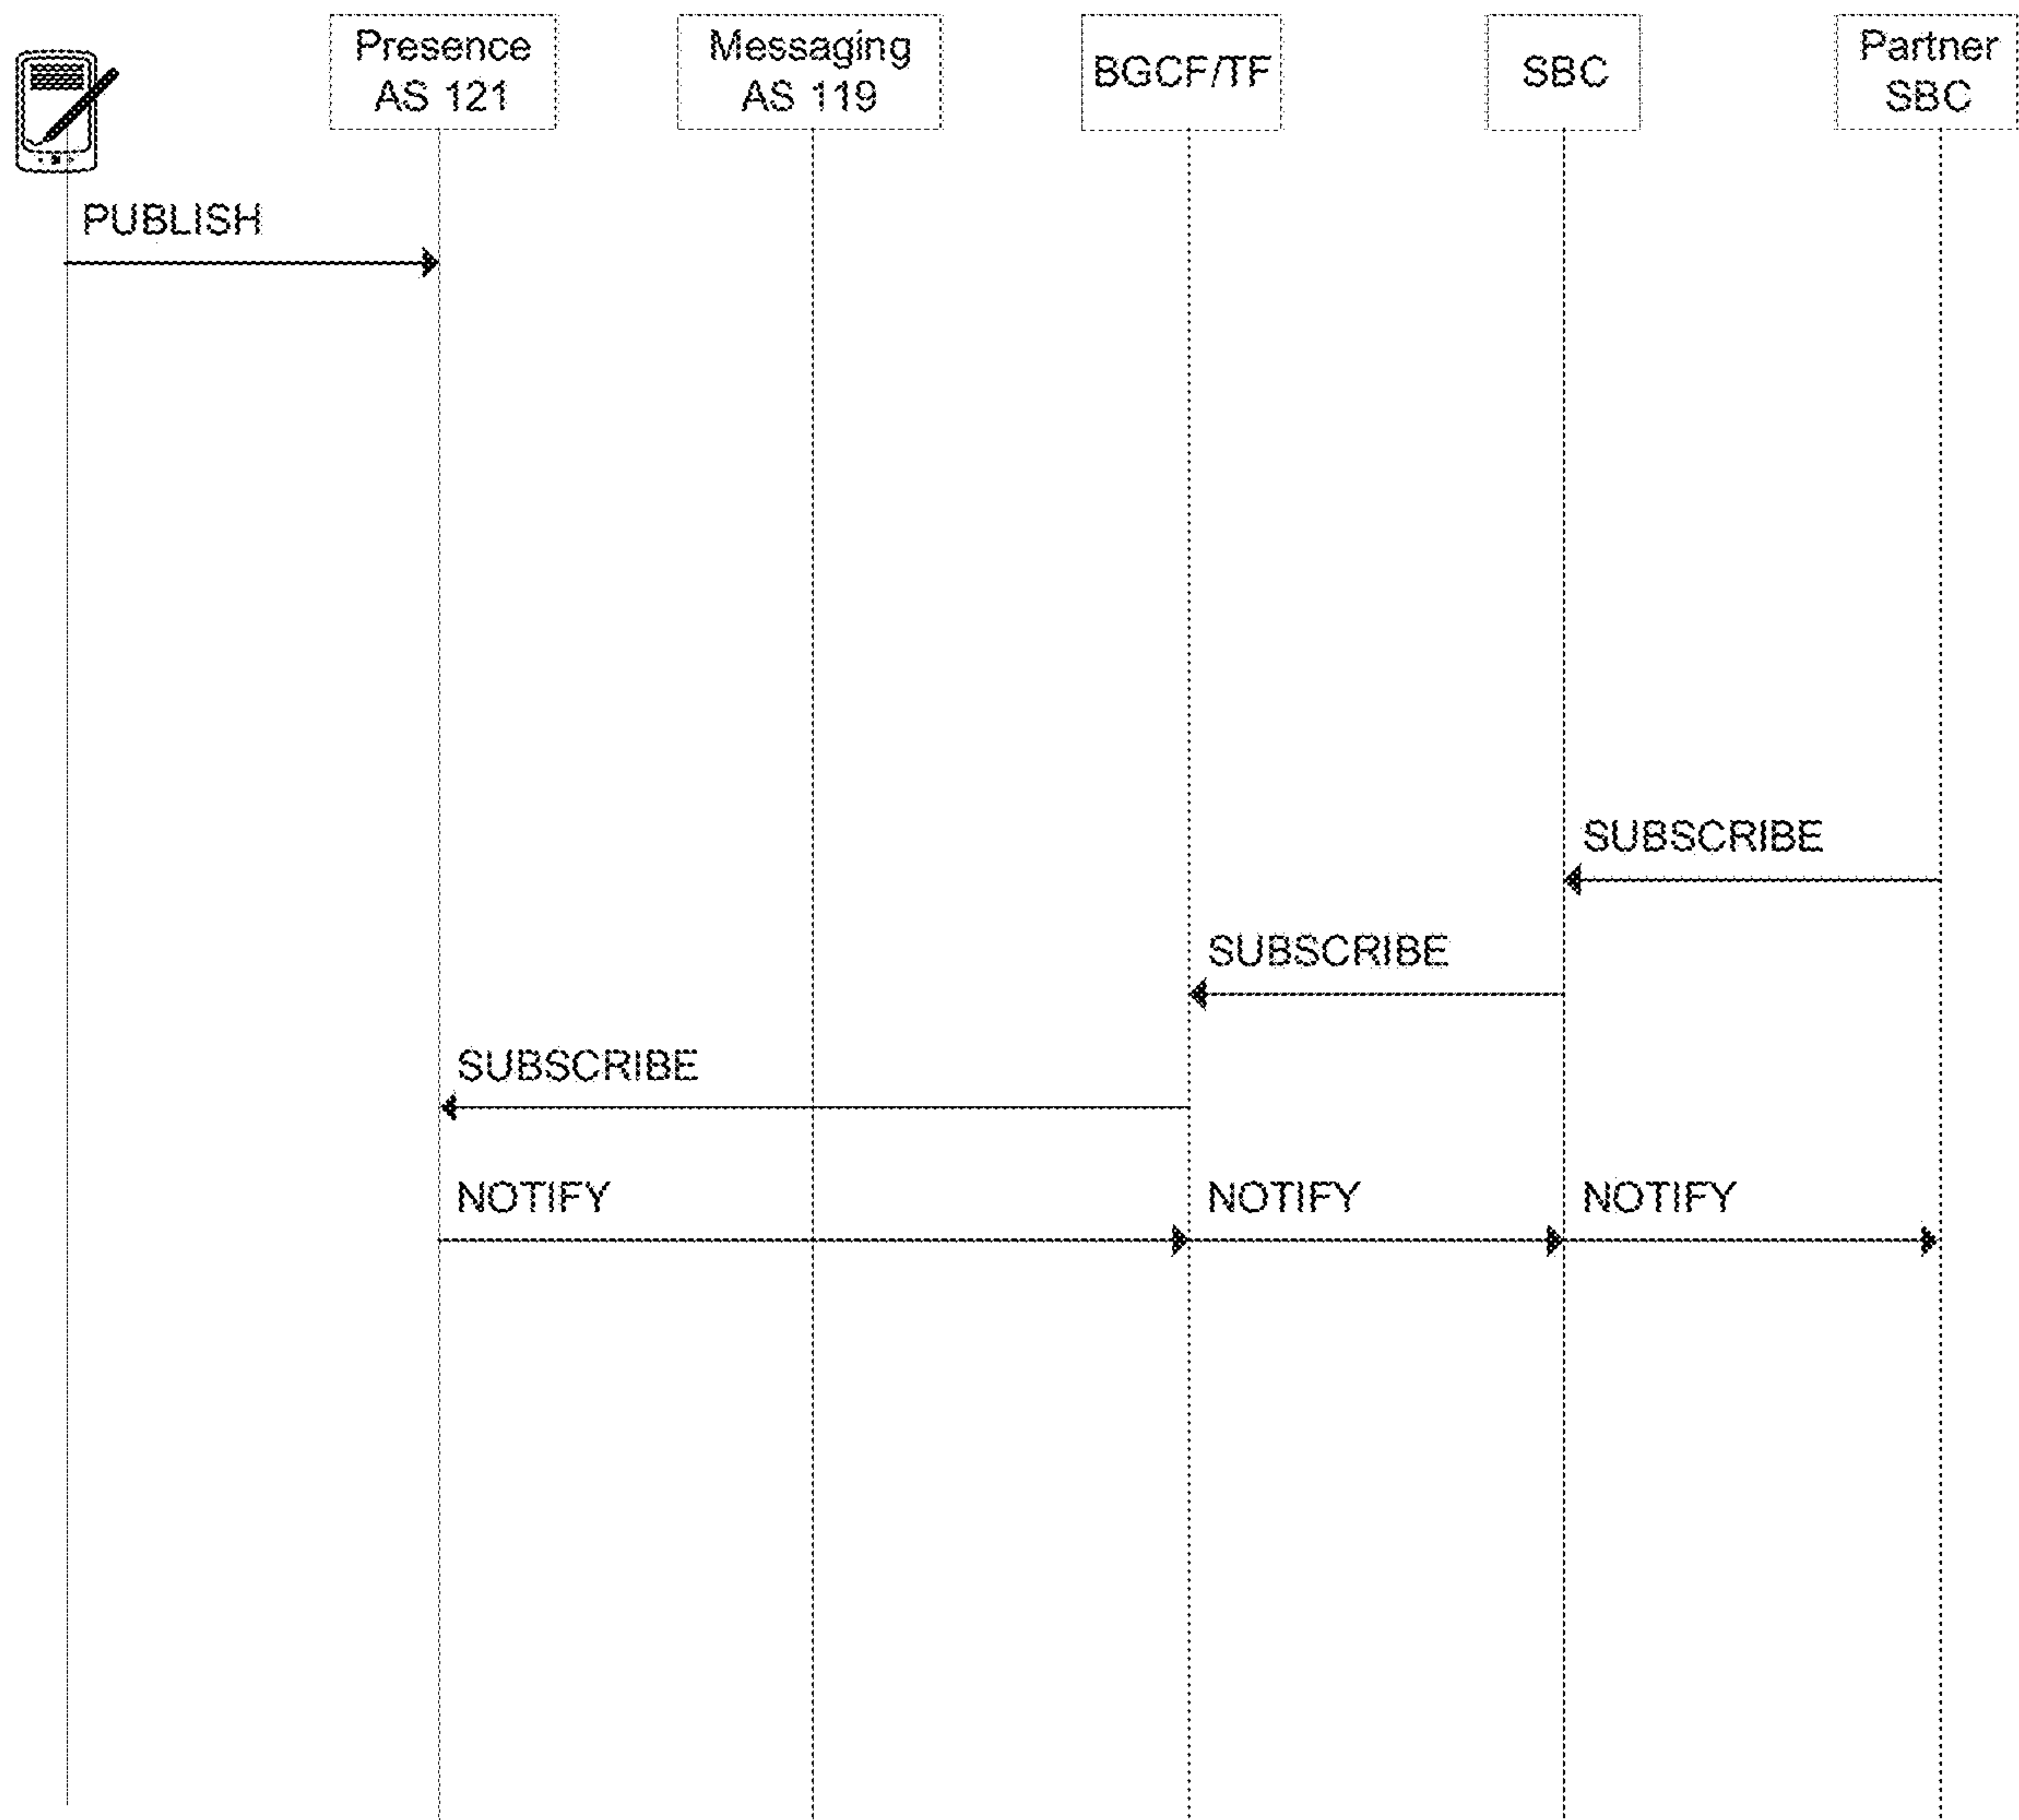 Presence
AS 121
Messaging
AS 119
BGCF/TF
SBC
Partner
SBC
PUBLISH
SUBSCRIBE
SUBSCRIBE
SUBSCRIBE
NOTIFY
NOTIFY
NOTIFY